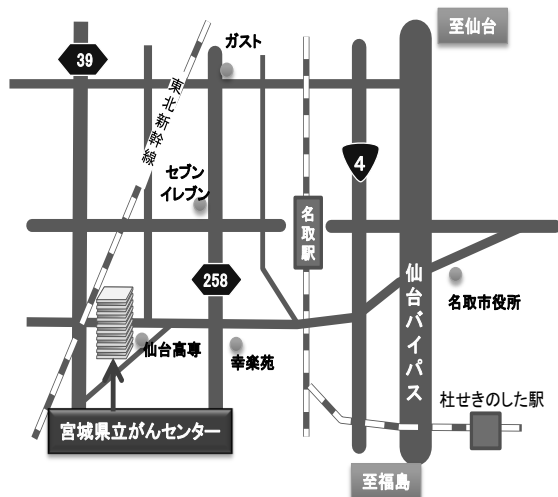 至仙台
ガスト
39
東北新幹線
4
セブン
イレブン
名取駅
258
仙台バイパス
名取市役所
仙台高専
幸楽苑
杜せきのした駅
宮城県立がんセンター
至福島